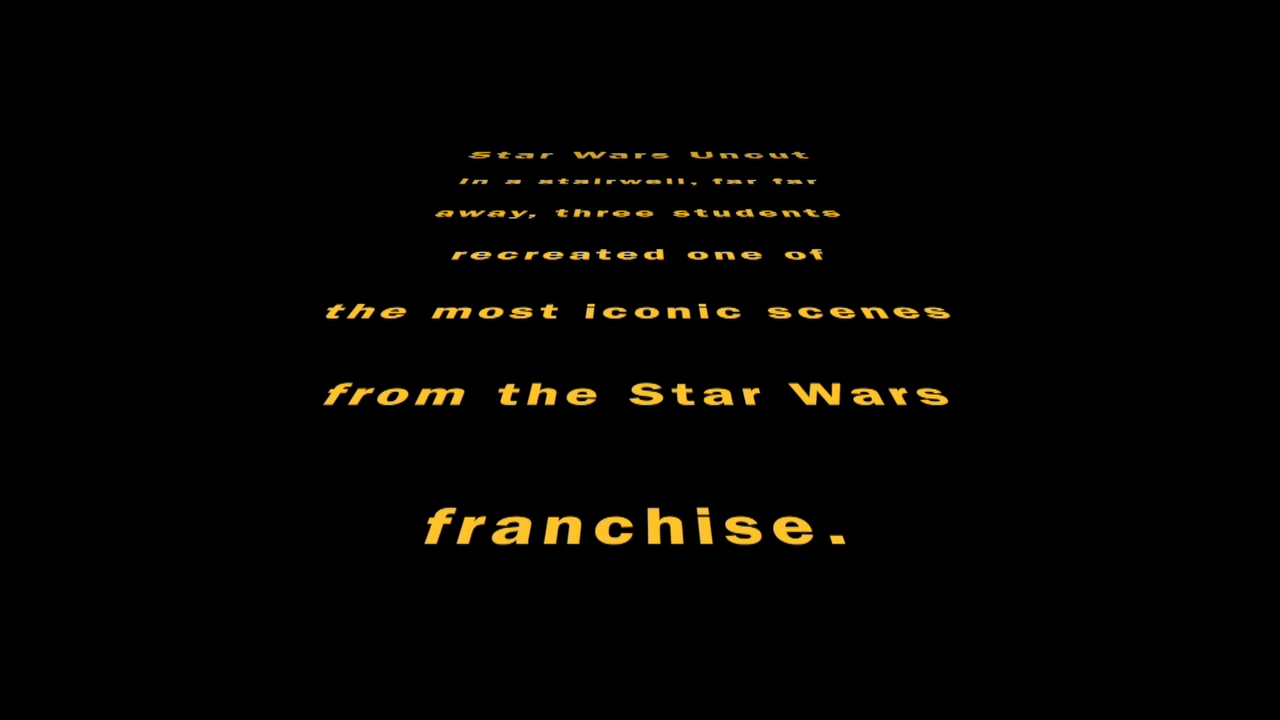 Star Wars Uncut
In a stairwell, far far
away, three students
recreated one of
the most iconic scenes
from the Star Wars
franchise.